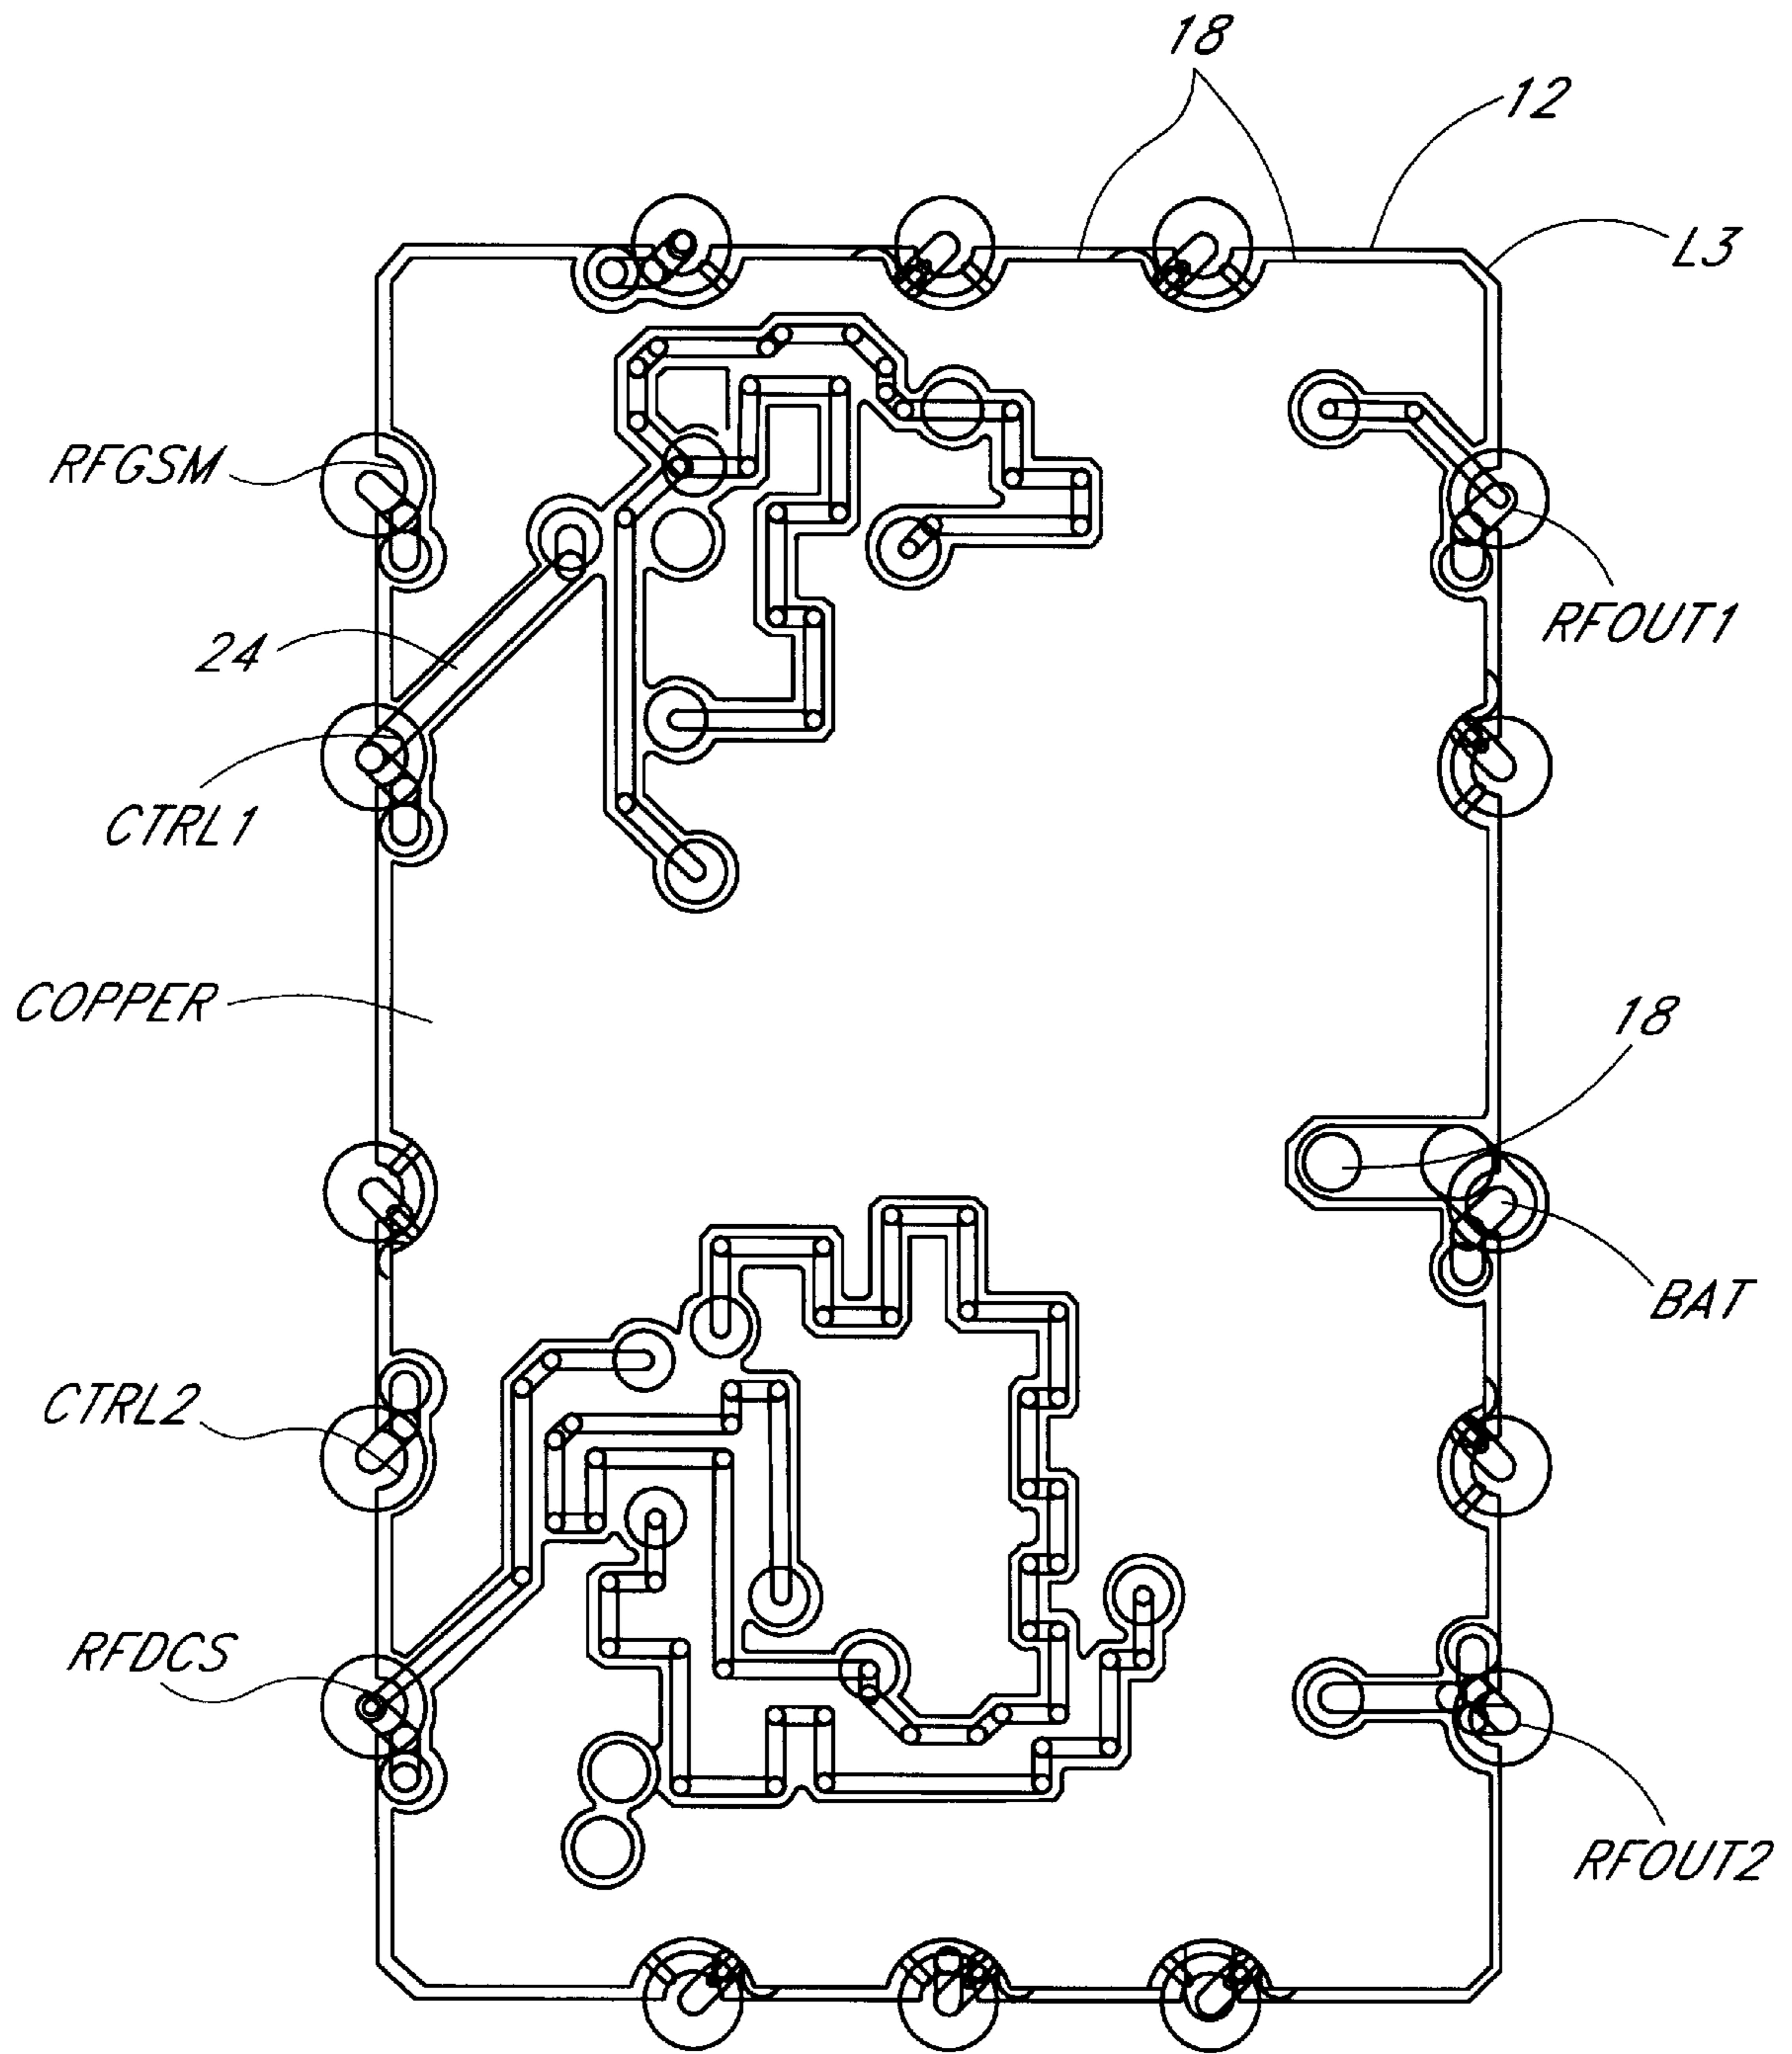 18
12
L3
RFGSM
RFOUT1
24
CTRL1
COPPER
18
BAT
CTRL2
RFDCS
RFOUT2